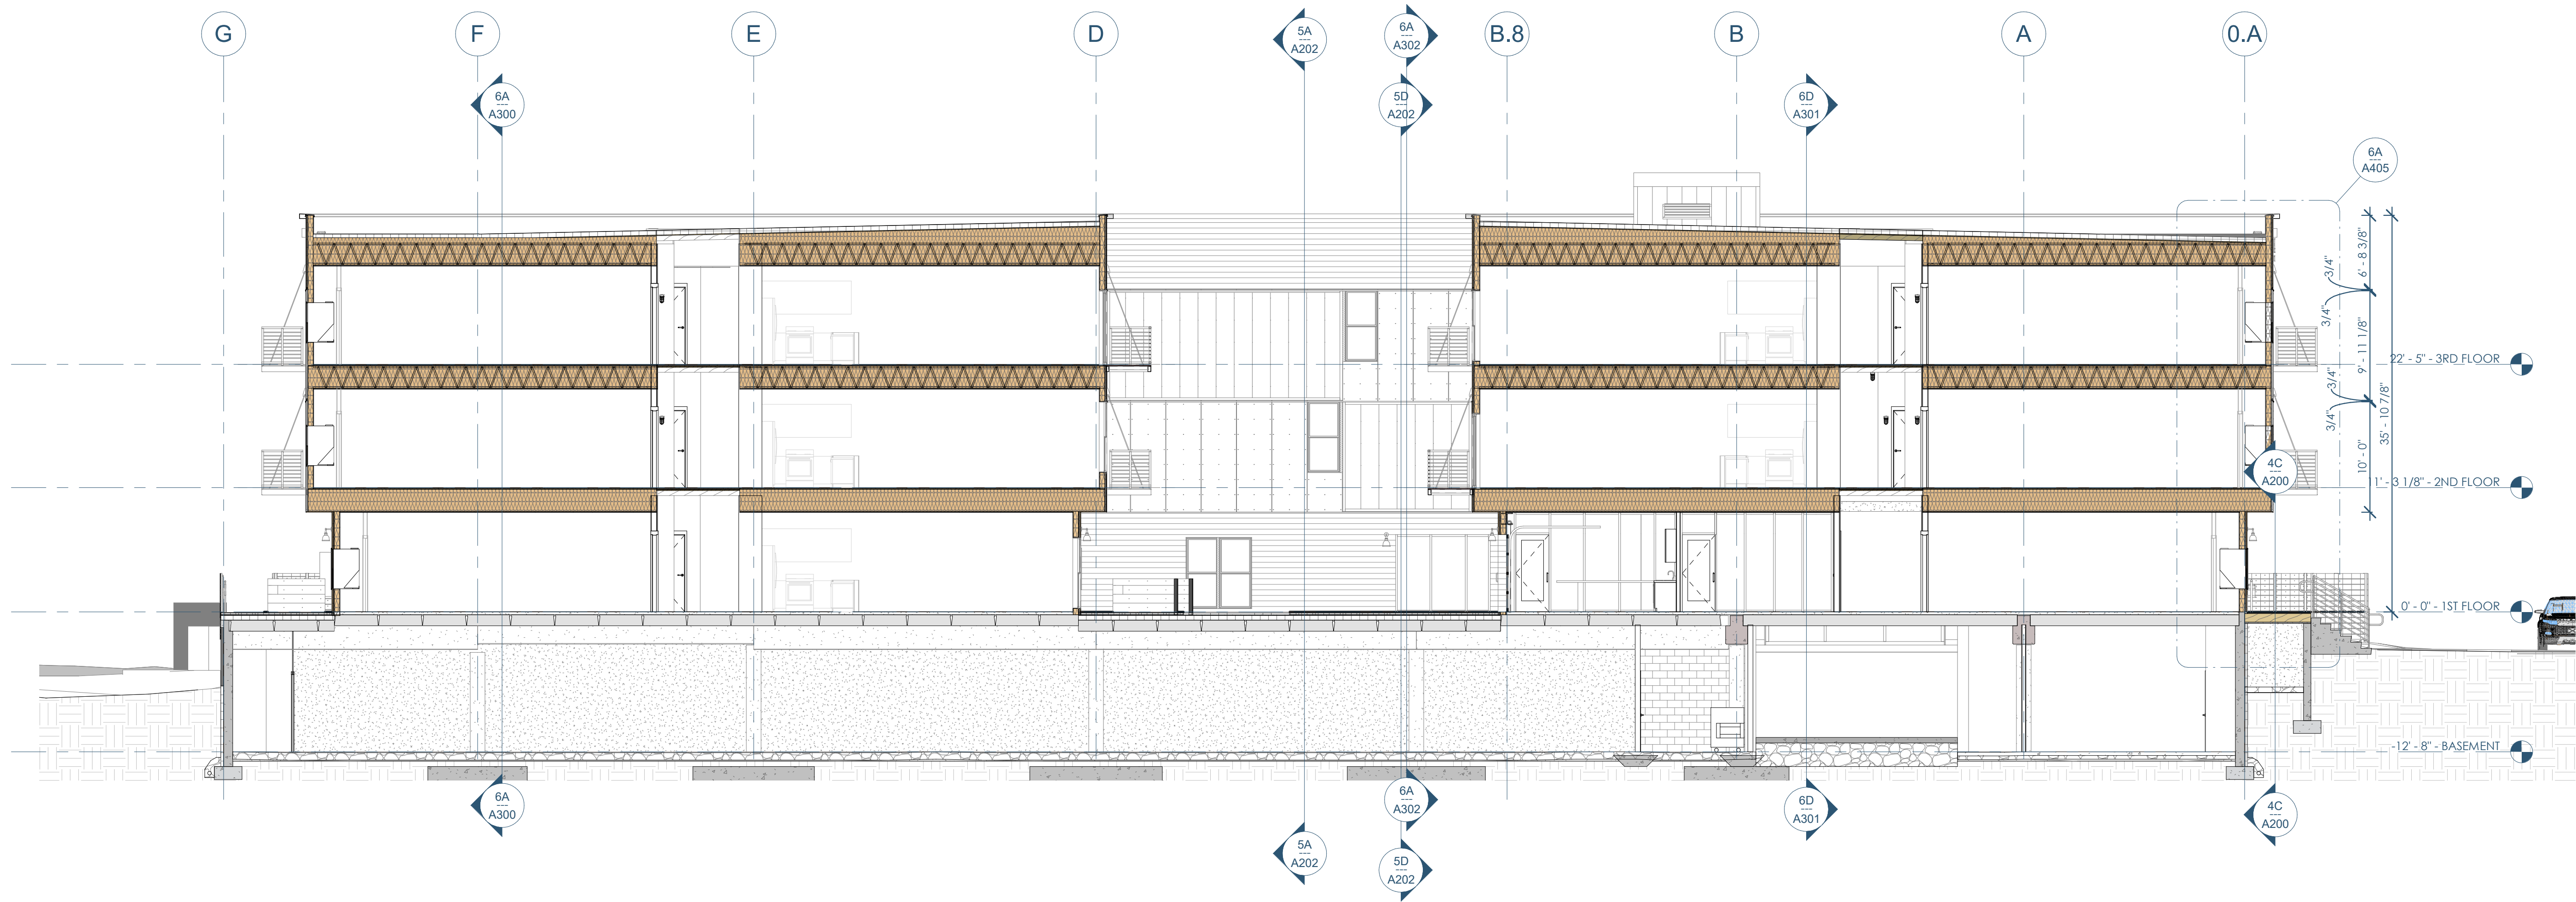 G
F
E
D
5A
---
A202
6A
---
A302
B.8
B
A
0.A
6A
---
A300
5D
---
A202
6D
---
A301
6A
---
A405
6' - 8 3/8"
3/4"
3/4"
9' - 11 1/8"
22' - 5" - 3RD FLOOR
3/4"
3/4"
35' - 10 7/8"
10' - 0"
4C
---
A200
11' - 3 1/8" - 2ND FLOOR
0' - 0" - 1ST FLOOR
-12' - 8" - BASEMENT
6A
---
A300
6A
---
A302
6D
---
A301
4C
---
A200
5A
---
A202
5D
---
A202